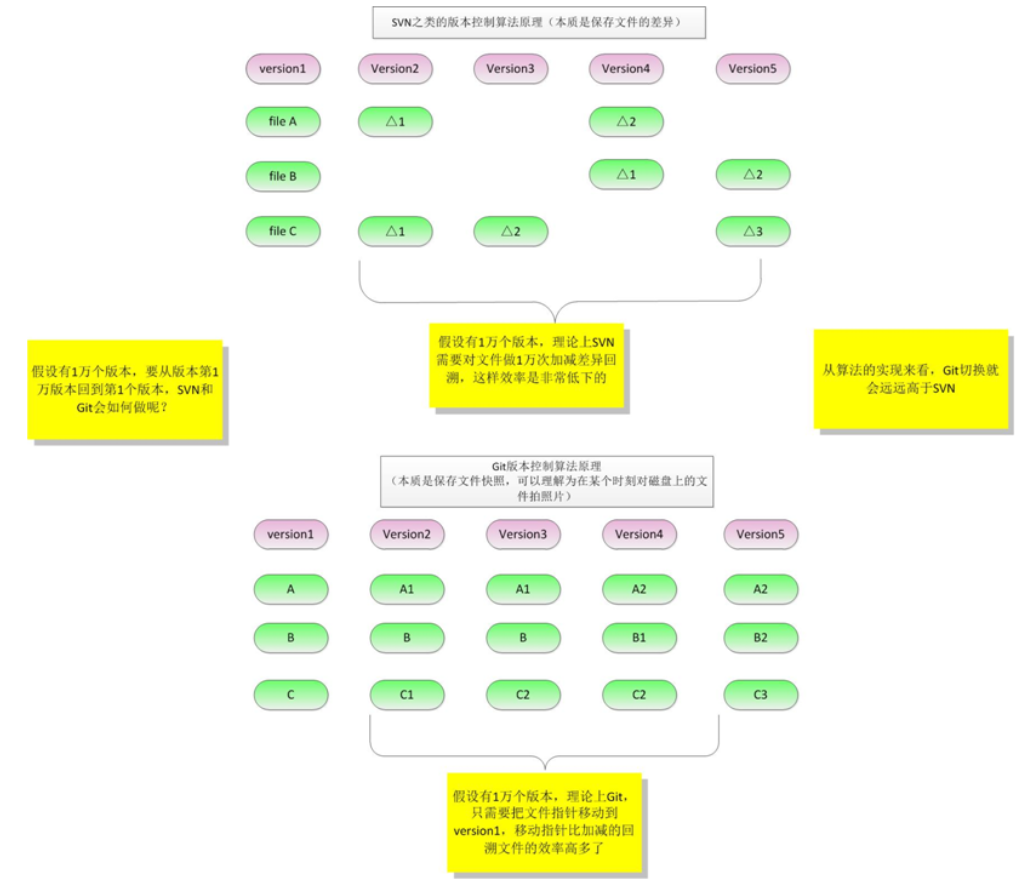 SVN之类的版本控制算法原理（本质是保存文件的差异）
version1 Version2 Version3 Version4 Version5
file A △1 △2
file B △1 △2
file C △1 △2 △3
假设有1万个版本，要从版本第1
万版本回到第1个版本，SVN和
Git会如何做呢？
假设有1万个版本，理论上SVN
需要对文件做1万次加减差异回
溯，这样效率是非常低下的
从算法的实现来看，Git切换就
会远远高于SVN
Git版本控制算法原理
（本质是保存文件快照，可以理解为在某个时刻对磁盘上的文
件拍照片）
version1 Version2 Version3 Version4 Version5
A A1 A1 A2 A2
B B B B1 B2
C C1 C2 C2 C3
假设有1万个版本，理论上Git，
只需要把文件指针移动到
version1，移动指针比加减的回
溯文件的效率高多了